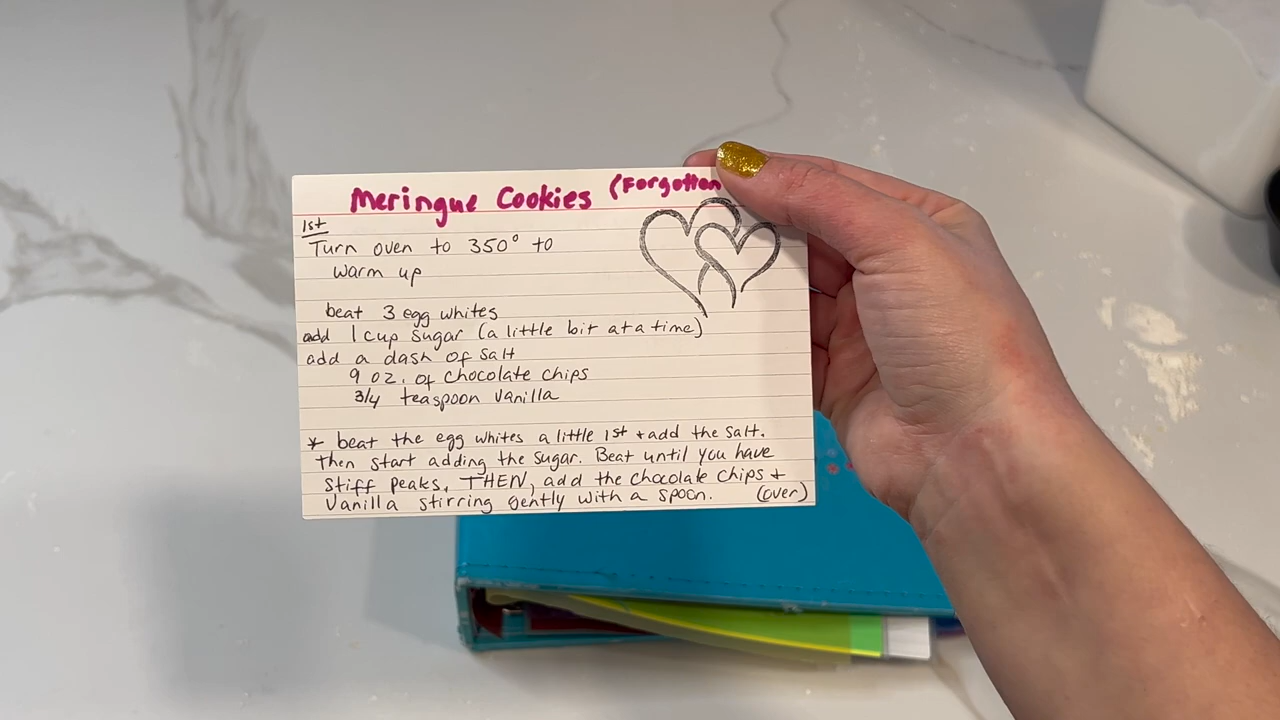 Meringue Cookies (Forgotten
1st
Turn oven to 350° to
warm up
beat 3 egg whites
add 1 cup sugar (a little bit at a time)
add a dash of salt
9 oz. of chocolate chips
3/4 teaspoon vanilla
* beat the egg whites a little 1st + add the salt.
Then start adding the sugar. Beat until you have
stiff peaks. THEN, add the chocolate chips +
Vanilla stirring gently with a spoon. (over)